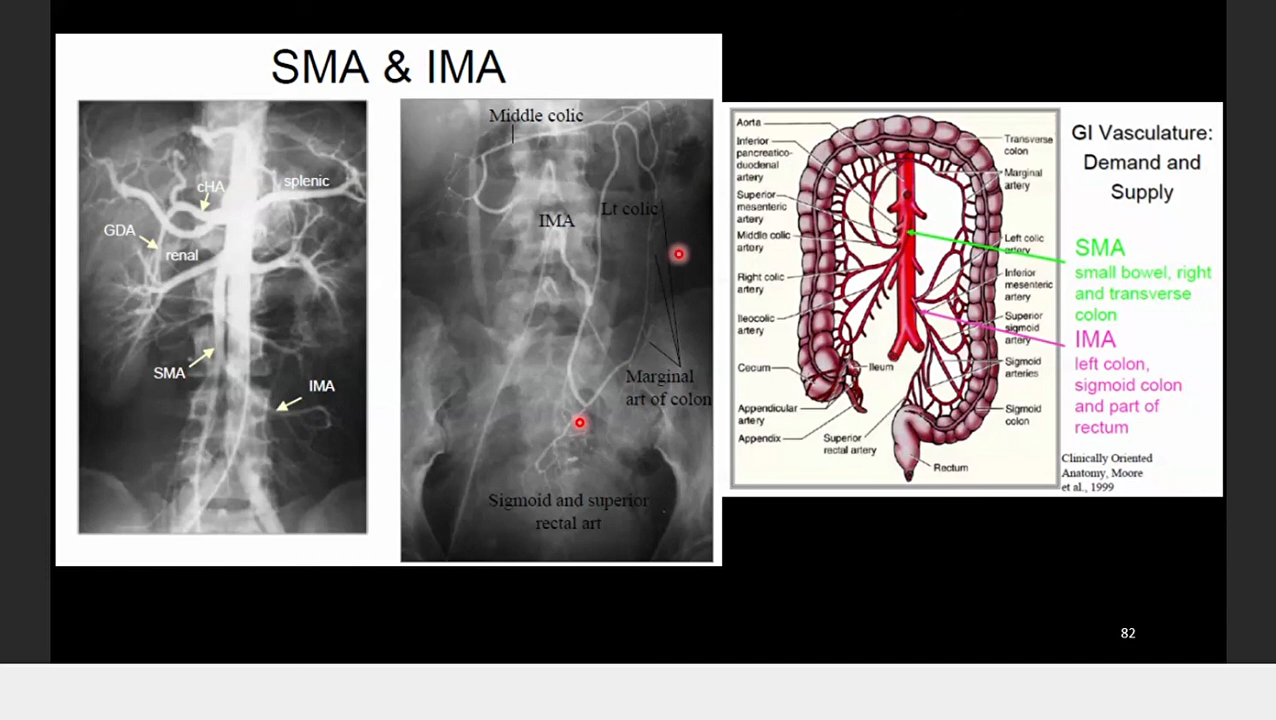 SMA & IMA
cHA
splenic
GDA
renal
SMA
IMA
Middle colic
IMA
Lt colic
Marginal
art of colon
Sigmoid and superior
rectal art
Aorta
Inferior
pancreatico-
duodenal
artery
Superior
mesenteric
artery
Middle colic
artery
Right colic
artery
Ileocolic
artery
Cecum
Appendicular
artery
Appendix
Ileum
Superior
rectal artery
Transverse
colon
Marginal
artery
Left colic
artery
Inferior
mesenteric
artery
Superior
sigmoid
artery
Sigmoid
arteries
Sigmoid
colon
Rectum
GI Vasculature:
Demand and
Supply
SMA
small bowel, right
and transverse
colon
IMA
left colon,
sigmoid colon
and part of
rectum
Clinically Oriented
Anatomy, Moore
et al., 1999
82